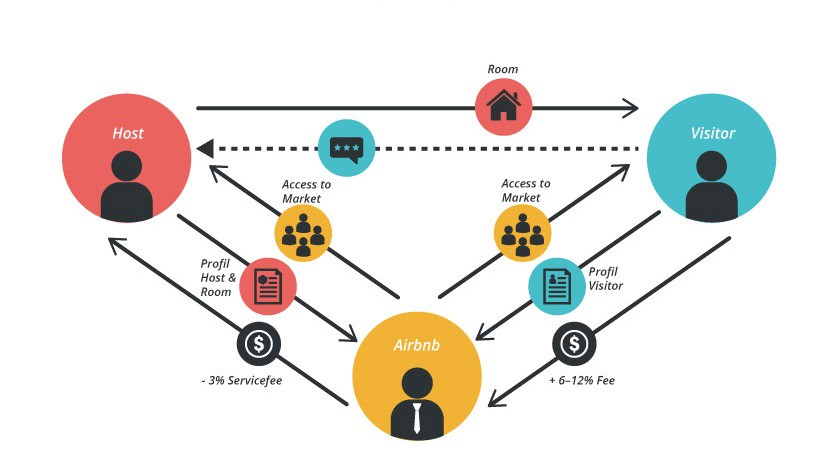 Room
Host
Visitor
Access to
Market
Access to
Market
Profil
Host &
Room
Profil
Visitor
$
$
Airbnb
- 3% Servicefee
+ 6–12% Fee